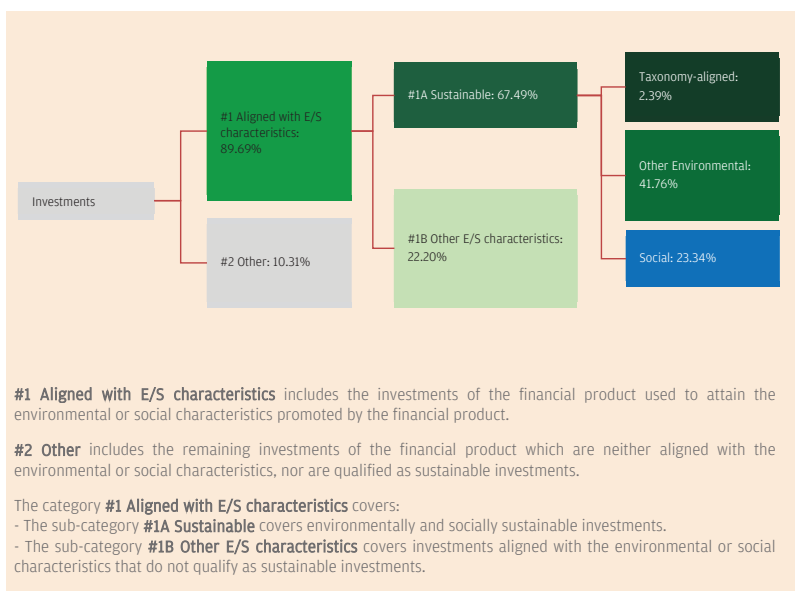 Investments
#1 Aligned with E/S
characteristics:
89.69%
#2 Other: 10.31%
#1A Sustainable: 67.49%
#1B Other E/S characteristics:
22.20%
Taxonomy-aligned:
2.39%
Other Environmental:
41.76%
Social: 23.34%
#1 Aligned with E/S characteristics includes the investments of the financial product used to attain the
environmental or social characteristics promoted by the financial product.
#2 Other includes the remaining investments of the financial product which are neither aligned with the
environmental or social characteristics, nor are qualified as sustainable investments.
The category #1 Aligned with E/S characteristics covers:
- The sub-category #1A Sustainable covers environmentally and socially sustainable investments.
- The sub-category #1B Other E/S characteristics covers investments aligned with the environmental or social
characteristics that do not qualify as sustainable investments.